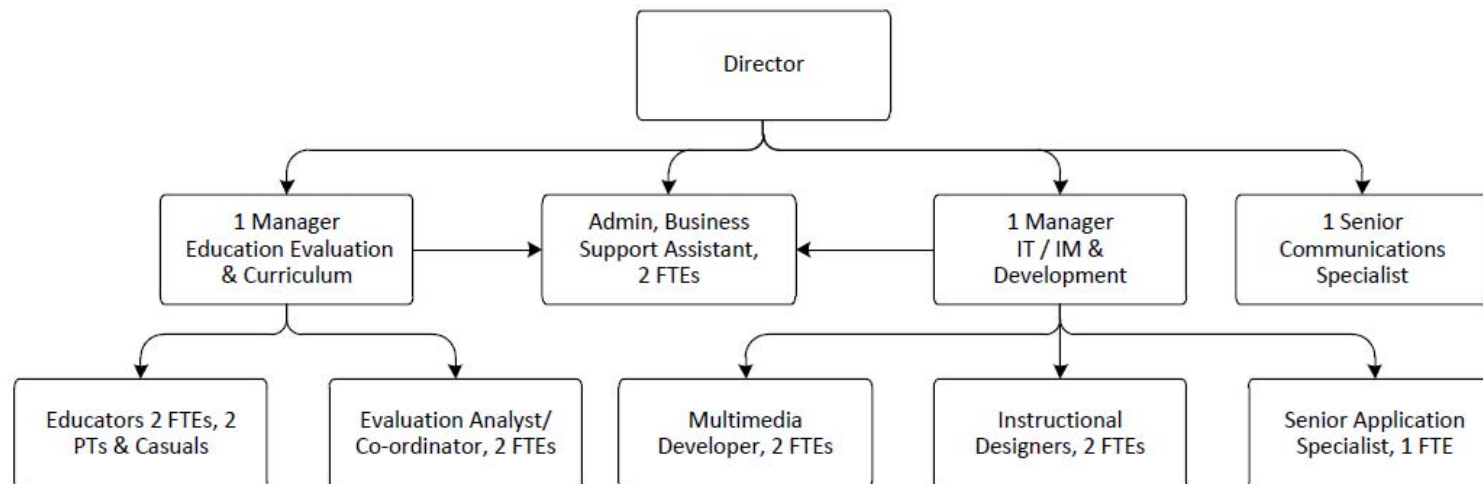 Director
1 Manager
Education Evaluation
& Curriculum
Admin, Business
Support Assistant,
2 FTEs
1 Manager
IT / IM &
Development
1 Senior
Communications
Specialist
Educators 2 FTEs, 2
PTs & Casuals
Evaluation Analyst/
Co-ordinator, 2 FTEs
Multimedia
Developer, 2 FTEs
Instructional
Designers, 2 FTEs
Senior Application
Specialist, 1 FTE